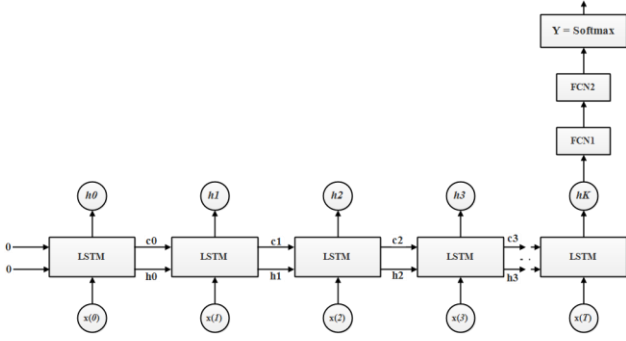 Y = Softmax
FCN2
FCN1
h0 h1 h2 h3 hK
0 c0 c1 c2 c3
LSTM LSTM LSTM LSTM . . LSTM
0 h0 h1 h2 h3
x(0) x(1) x(2) x(3) x(T)